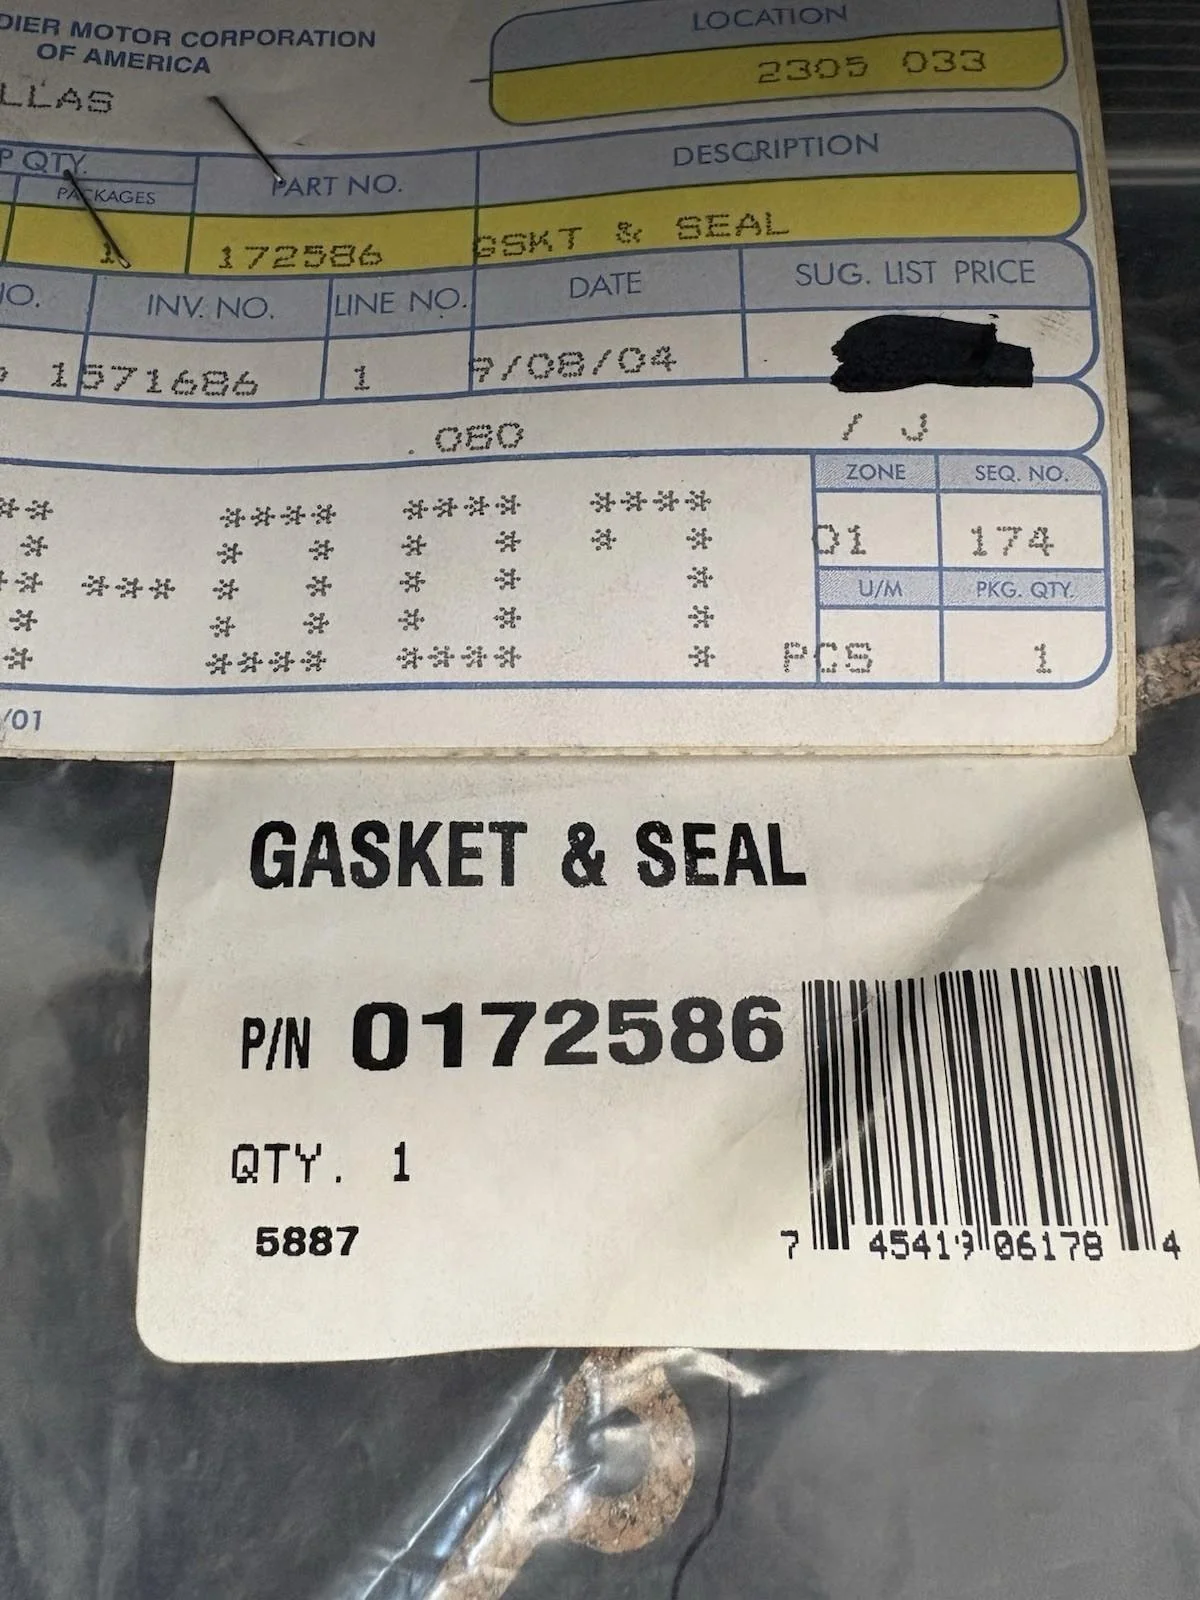 DIER MOTOR CORPORATION
OF AMERICA
LLAS
LOCATION
2305 033
P QTY.
PACKAGES
PART NO.
DESCRIPTION
1
172586
GSKT & SEAL
NO.
INV. NO.
LINE NO.
DATE
SUG. LIST PRICE
1571686
1
9/08/04
.080
/ J
ZONE
SEQ. NO.
01
174
U/M
PKG. QTY.
PCS
1
/01
GASKET & SEAL
P/N 0172586
QTY. 1
5887
7 45419 06178 4